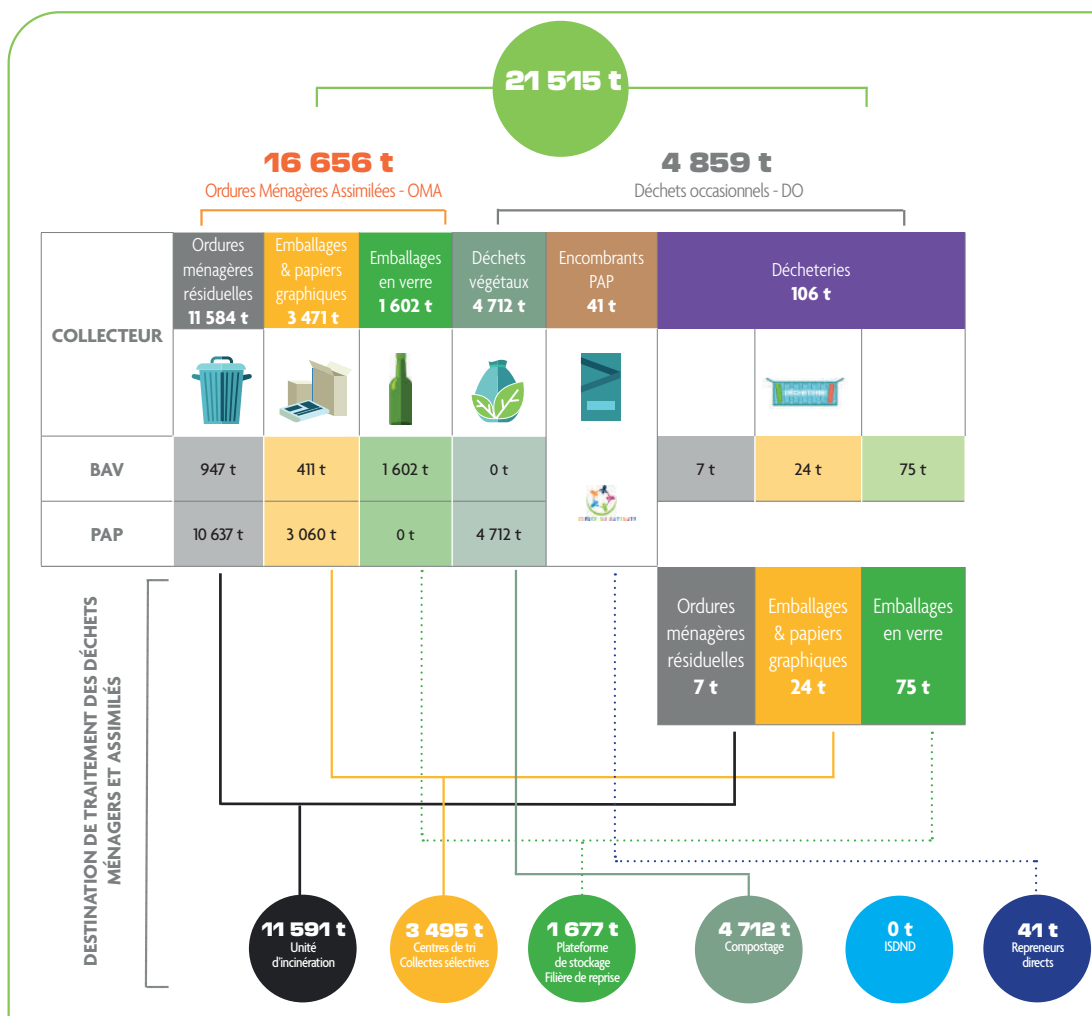 21 515 t
16 656 t
Ordures Ménagères Assimilées - OMA
4 859 t
Déchets occasionnels - DO
COLLECTEUR
Ordures
ménagères
résiduelles
11 584 t
Emballages
& papiers
graphiques
3 471 t
Emballages
en verre
1 602 t
Déchets
végétaux
4 712 t
Encombrants
PAP
41 t
Décheteries
106 t
DÉCHETERIE
BAV
947 t
411 t
1 602 t
0 t
7 t
24 t
75 t
PAP
10 637 t
3 060 t
0 t
4 712 t
DESTINATION DE TRAITEMENT DES DÉCHETS
MÉNAGERS ET ASSIMILÉS
Ordures
ménagères
résiduelles
7 t
Emballages
& papiers
graphiques
24 t
Emballages
en verre
75 t
11 591 t
Unité
d'incinération
3 495 t
Centres de tri
Collectes sélectives
1 677 t
Plateforme
de stockage
Filière de reprise
4 712 t
Compostage
0 t
ISDND
41 t
Repreneurs
directs